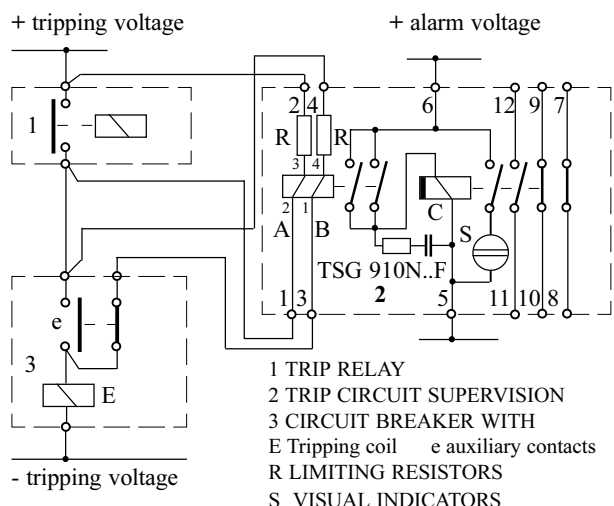 + tripping voltage
+ alarm voltage
2 4 6 12 9 7
1
R R
3 4
2 1
A B C S
TSG 910N..F
2
e
1 3 5 11 10 8
3
E
- tripping voltage
1 TRIP RELAY
2 TRIP CIRCUIT SUPERVISION
3 CIRCUIT BREAKER WITH
E Tripping coil e auxiliary contacts
R LIMITING RESISTORS
S VISUAL INDICATORS